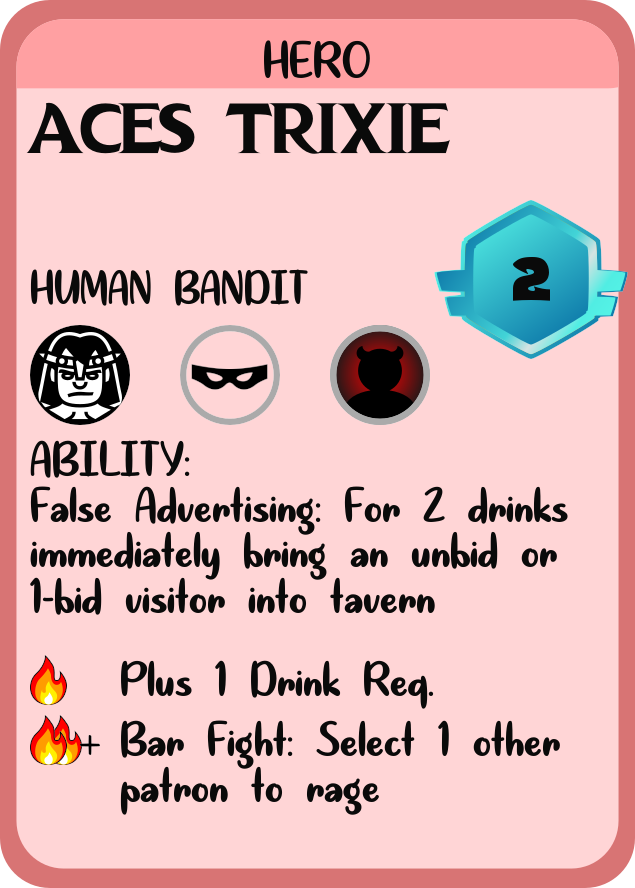 HERO
ACES TRIXIE
2
HUMAN BANDIT
ABILITY:
False Advertising: For 2 drinks
immediately bring an unbid or
1-bid visitor into tavern
Plus 1 Drink Req.
+ Bar Fight: Select 1 other
patron to rage